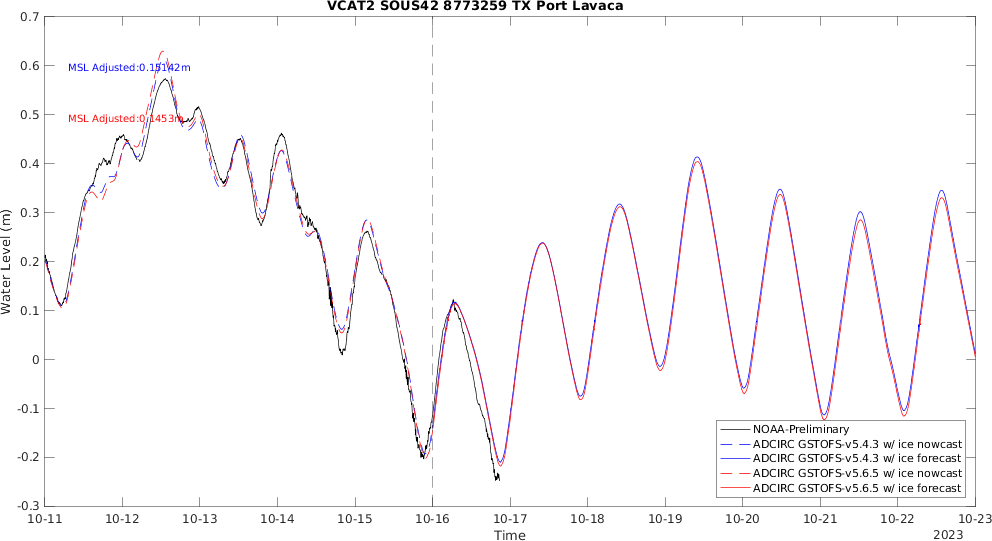 VCAT2 SOUS42 8773259 TX Port Lavaca
0.7
0.6
0.5
0.4
0.3
0.2
0.1
0
-0.1
-0.2
-0.3
Water Level (m)
MSL Adjusted:0.15142m
MSL Adjusted:0.1453m
NOAA-Preliminary
ADCIRC GSTOFS-v5.4.3 w/ ice nowcast
ADCIRC GSTOFS-v5.4.3 w/ ice forecast
ADCIRC GSTOFS-v5.6.5 w/ ice nowcast
ADCIRC GSTOFS-v5.6.5 w/ ice forecast
10-11 10-12 10-13 10-14 10-15 10-16 10-17 10-18 10-19 10-20 10-21 10-22 10-23
Time
2023